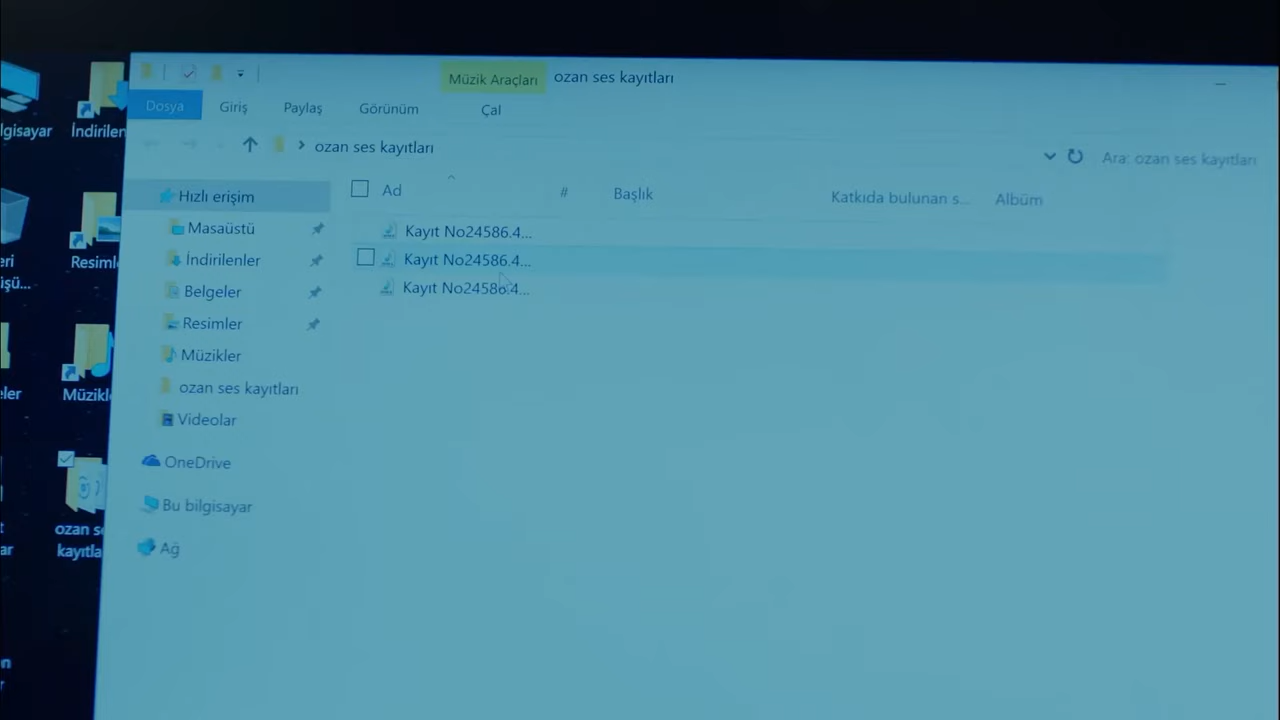 Müzik Araçları
ozan ses kayıtları
Dosya
Giriş
Paylaş
Görünüm
Çal
ozan ses kayıtları
Ara: ozan ses kayıtları
Ad
#
Başlık
Katkıda bulunan s...
Albüm
Hızlı erişim
Masaüstü
İndirilenler
Belgeler
Resimler
Müzikler
ozan ses kayıtları
Videolar
OneDrive
Bu bilgisayar
Ağ
Kayıt No24586.4...
Kayıt No24586.4...
Kayıt No24586.4...
lgisayar
İndirilen
Resiml
Müzikl
eler
ozan s
kayıtla